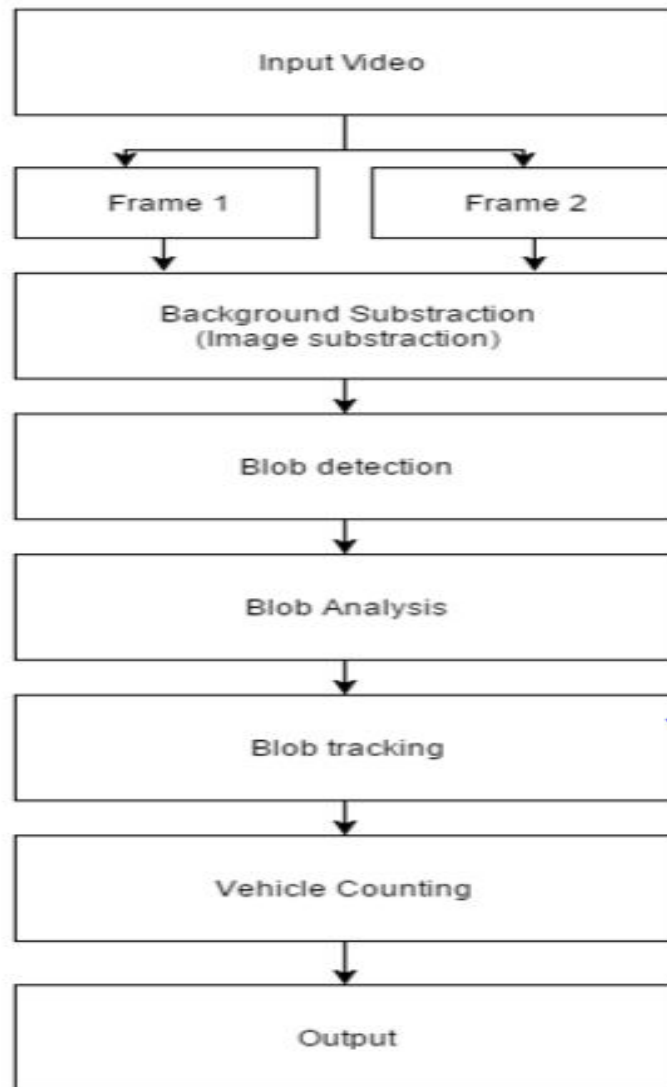 Input Video
Frame 1
Frame 2
Background Substraction
(Image substraction)
Blob detection
Blob Analysis
Blob tracking
Vehicle Counting
Output